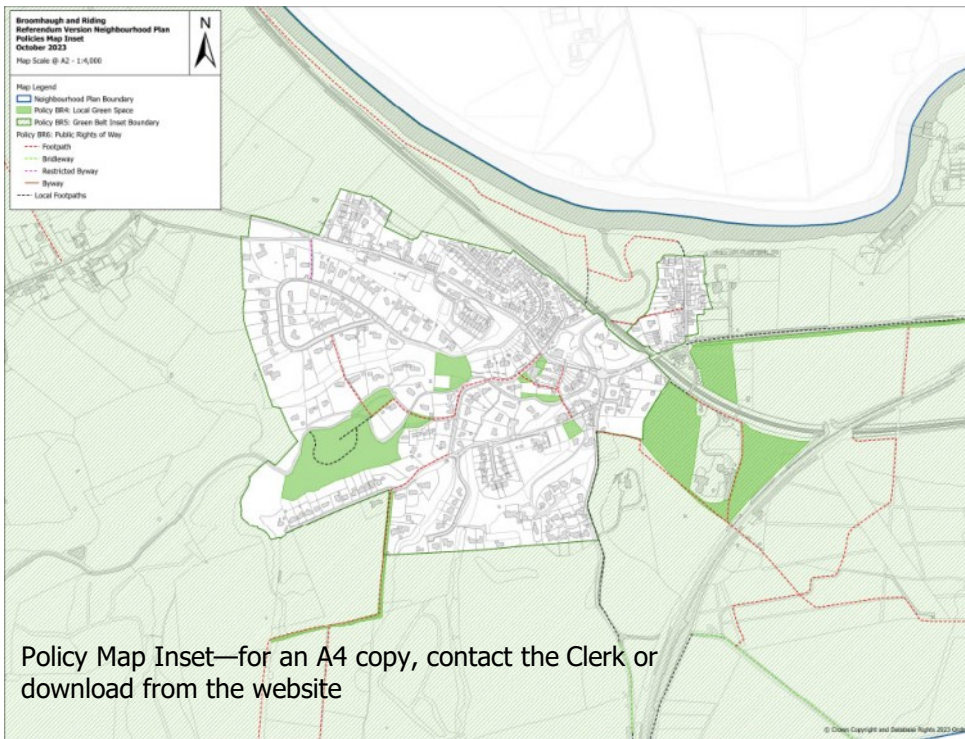 Broomhaugh and Riding
Referendum Version Neighbourhood Plan
Policies Map Inset
October 2023
Map Scale @ A2 - 1:4,000
N
Map Legend
Neighbourhood Plan Boundary
Policy BR4: Local Green Space
Policy BR5: Green Belt Inset Boundary
Policy BR6: Public Rights of Way
Footpath
Bridleway
Restricted Byway
Byway
Local Footpaths
Policy Map Inset—for an A4 copy, contact the Clerk or
download from the website
© Crown Copyright and Database Rights 2023